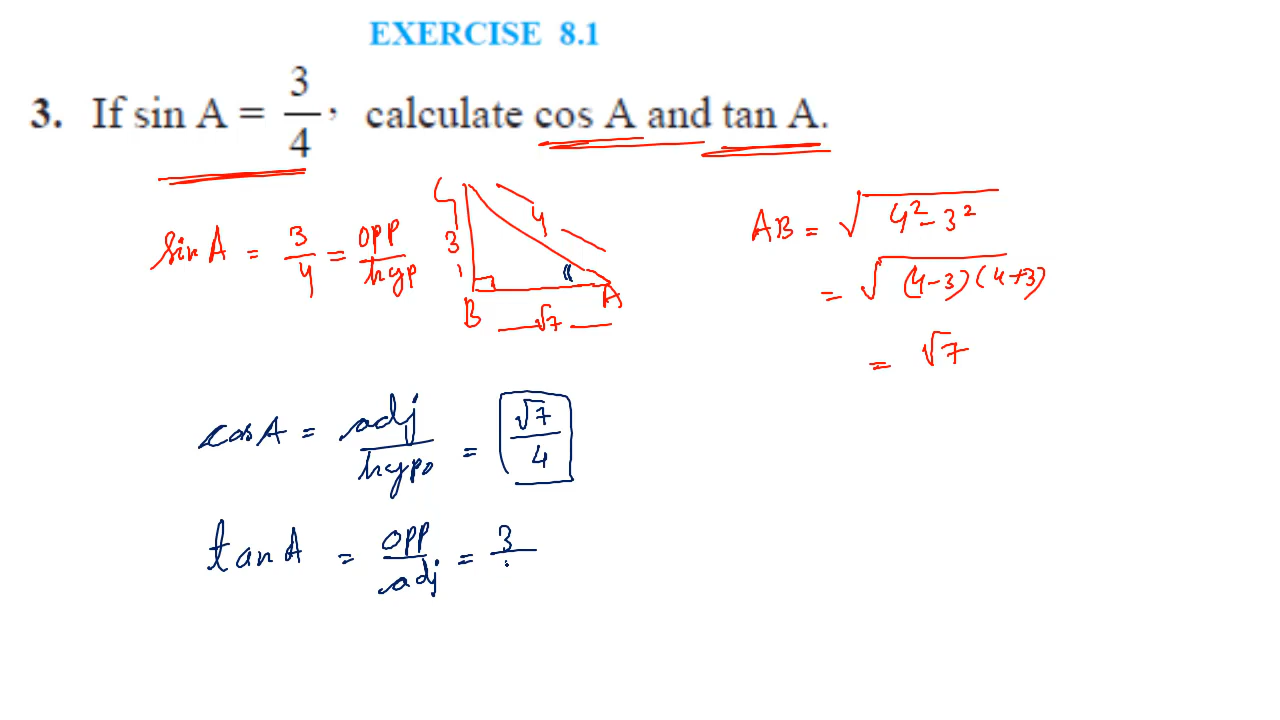 EXERCISE 8.1
3. If sin A = 3/4, calculate cos A and tan A.
sin A = 3/4 = opp/hyp
C
4
3
B
A
√7
AB = √(4² - 3²)
= √((4-3)(4+3))
= √7
cos A = adj/hypo = √7/4
tan A = opp/adj = 3/